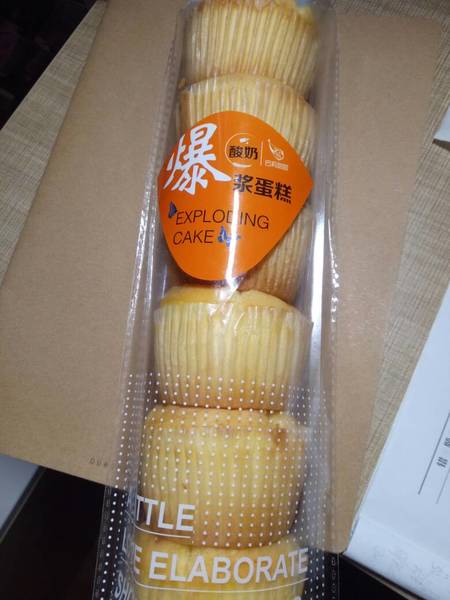 爆
酸奶
浆蛋糕
EXPLODING
CAKE
TTLE
E ELABORATE